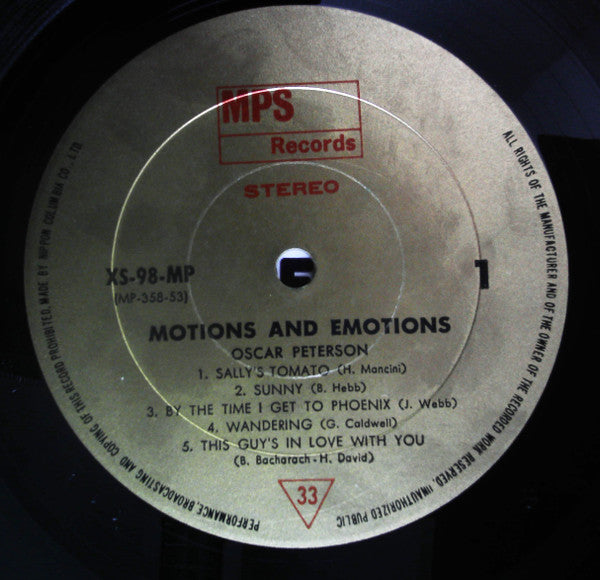 MPS
Records
STEREO
XS-98-MP
(MP-358-53)
1
MOTIONS AND EMOTIONS
OSCAR PETERSON
1. SALLY'S TOMATO (H. Mancini)
2. SUNNY (B. Hebb)
3. BY THE TIME I GET TO PHOENIX (J. Webb)
4. WANDERING (G. Caldwell)
5. THIS GUY'S IN LOVE WITH YOU
(B. Bacharach - H. David)
33
ALL RIGHTS OF THE MANUFACTURER AND OF THE OWNER OF THE RECORDED WORK RESERVED. UNAUTHORIZED PUBLIC PERFORMANCE, BROADCASTING AND COPYING OF THIS RECORD PROHIBITED. MADE BY NIPPON COLUMBIA CO., LTD.